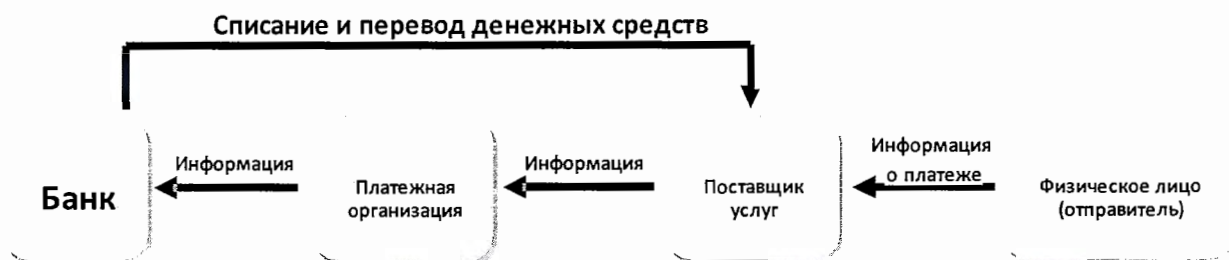 Списание и перевод денежных средств
Информация
Информация
Информация
о платеже
Банк
Платежная
организация
Поставщик
услуг
Физическое лицо
(отправитель)